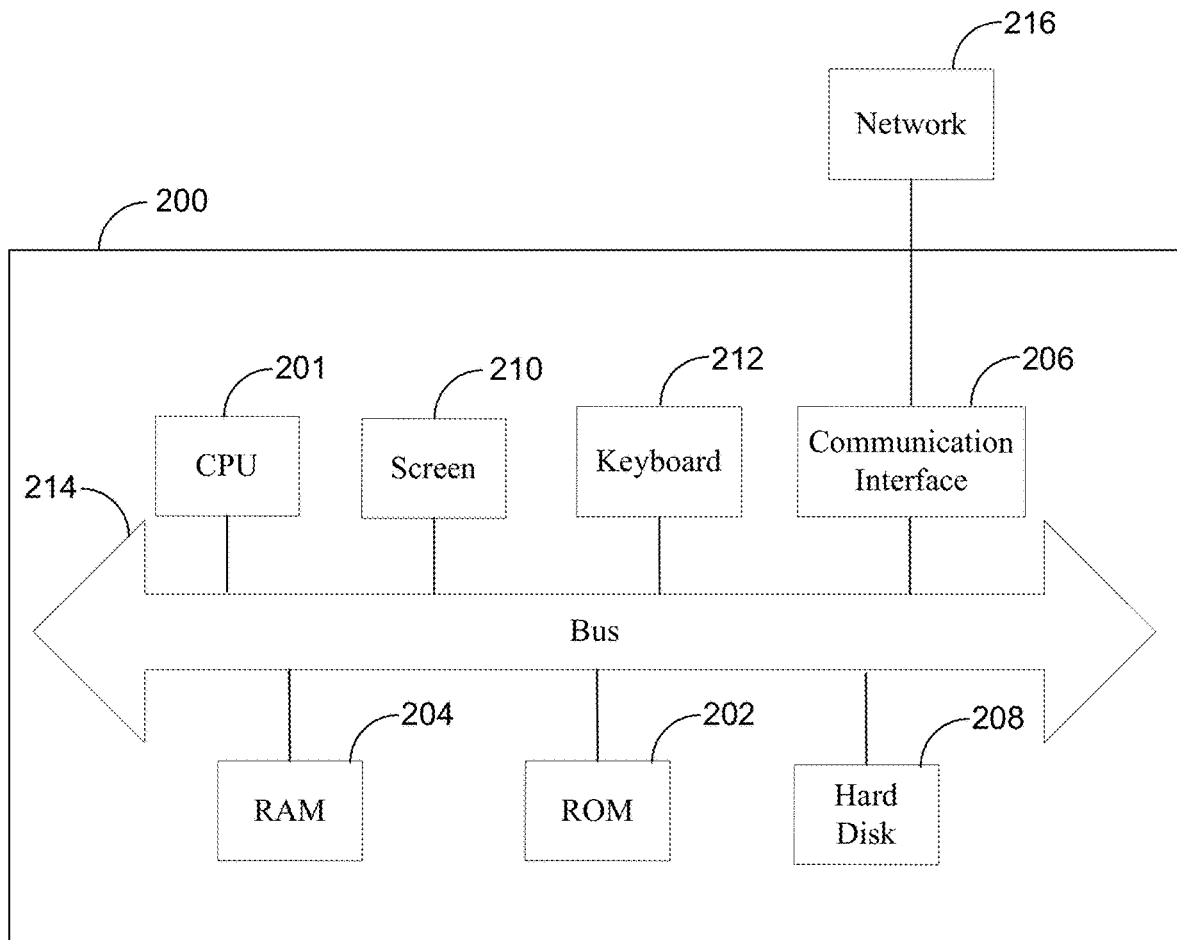 216
Network
200
201
210
212
206
CPU
Screen
Keyboard
Communication
Interface
214
Bus
204
202
208
RAM
ROM
Hard
Disk